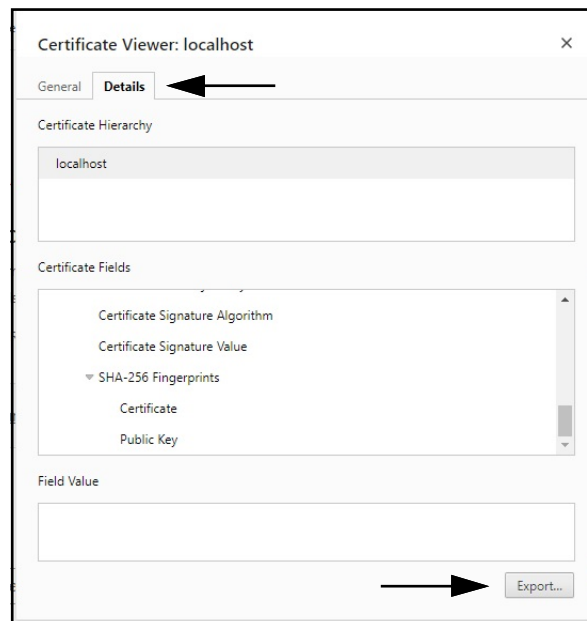 Certificate Viewer: localhost
General Details
Certificate Hierarchy
localhost
Certificate Fields
Certificate Signature Algorithm
Certificate Signature Value
SHA-256 Fingerprints
Certificate
Public Key
Field Value
Export...